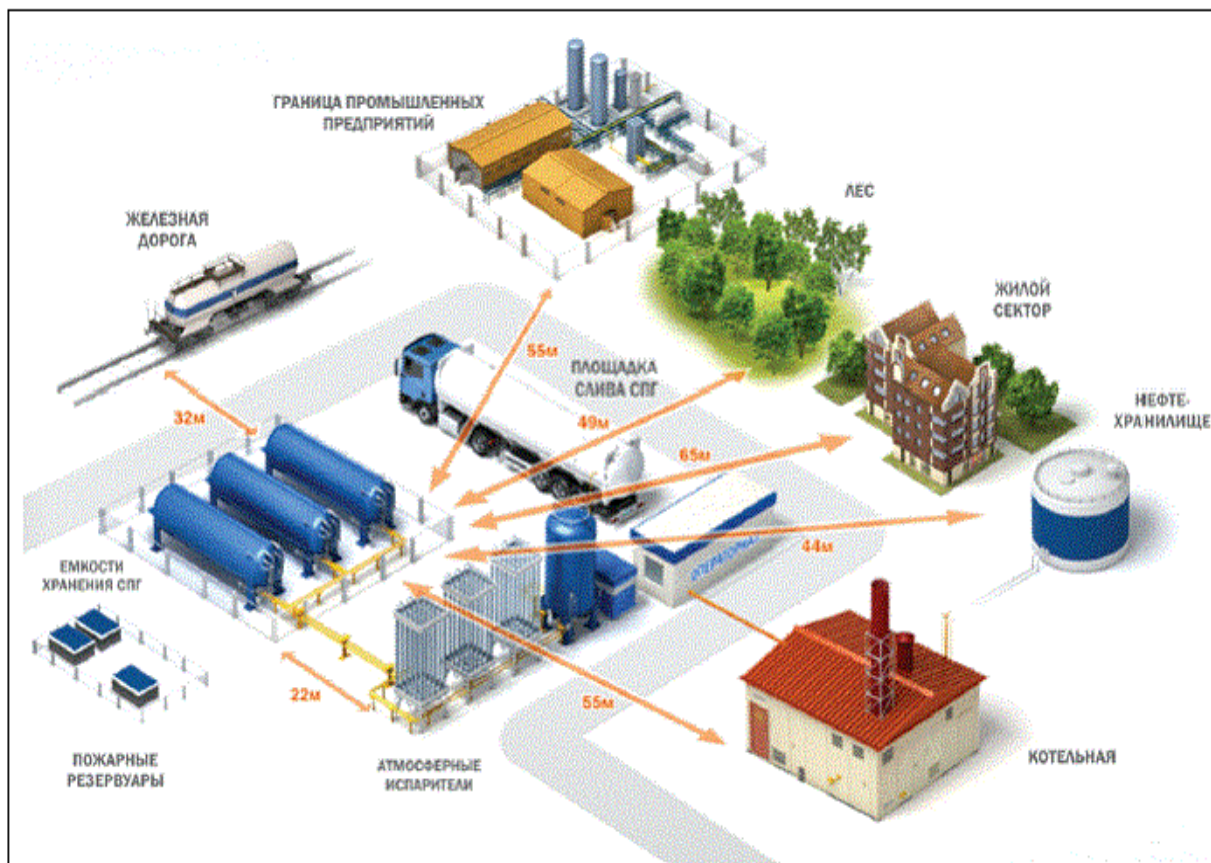 ГРАНИЦА ПРОМЫШЛЕННЫХ
ПРЕДПРИЯТИЙ
ЛЕС
ЖЕЛЕЗНАЯ
ДОРОГА
ЖИЛОЙ
СЕКТОР
55м
ПЛОЩАДКА
СЛИВА СПГ
НЕФТЕ-
ХРАНИЛИЩЕ
32м
49м
65м
44м
ОПЕРАТОРНАЯ
ЕМКОСТИ
ХРАНЕНИЯ СПГ
22м
55м
ПОЖАРНЫЕ
РЕЗЕРВУАРЫ
АТМОСФЕРНЫЕ
ИСПАРИТЕЛИ
КОТЕЛЬНАЯ